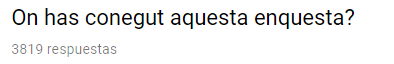 On has conegut aquesta enquesta?
3819 respuestas